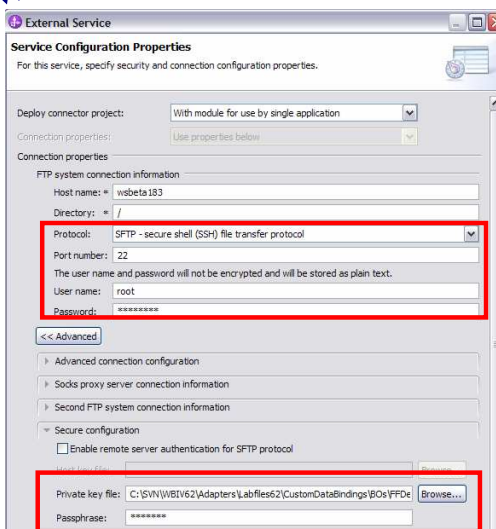 External Service
Service Configuration Properties
For this service, specify security and connection configuration properties.
Deploy connector project: With module for use by single application
Connection properties: Use properties below
Connection properties
FTP system connection information
Host name: * wsbeta183
Directory: * /
Protocol: SFTP - secure shell (SSH) file transfer protocol
Port number: 22
The user name and password will not be encrypted and will be stored as plain text.
User name: root
Password: ********
<< Advanced
Advanced connection configuration
Socks proxy server connection information
Second FTP system connection information
Secure configuration
Enable remote server authentication for SFTP protocol
Host key file: Browse...
Private key file: C:\SVN\WBIV62\Adapters\Labfiles62\CustomDataBindings\BOs\FFDe Browse...
Passphrase: *******